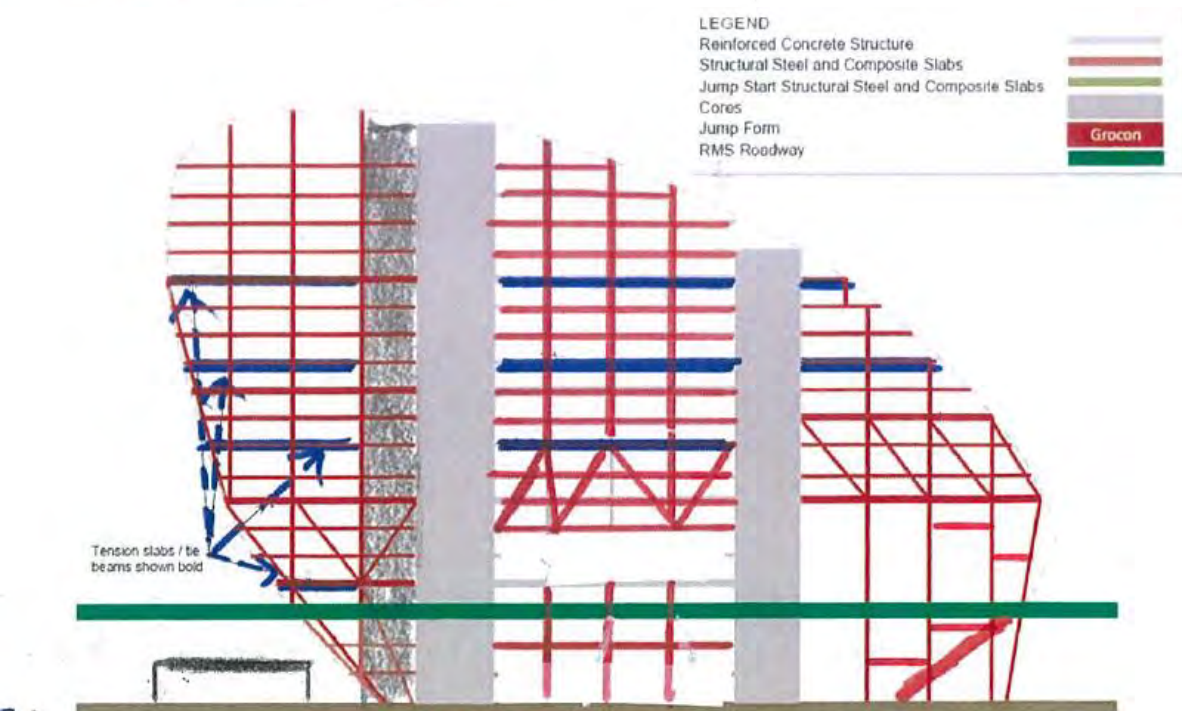 LEGEND
Reinforced Concrete Structure
Structural Steel and Composite Slabs
Jump Start Structural Steel and Composite Slabs
Cores
Jump Form
Grocon
RMS Roadway
Tension slabs / tie
beams shown bold